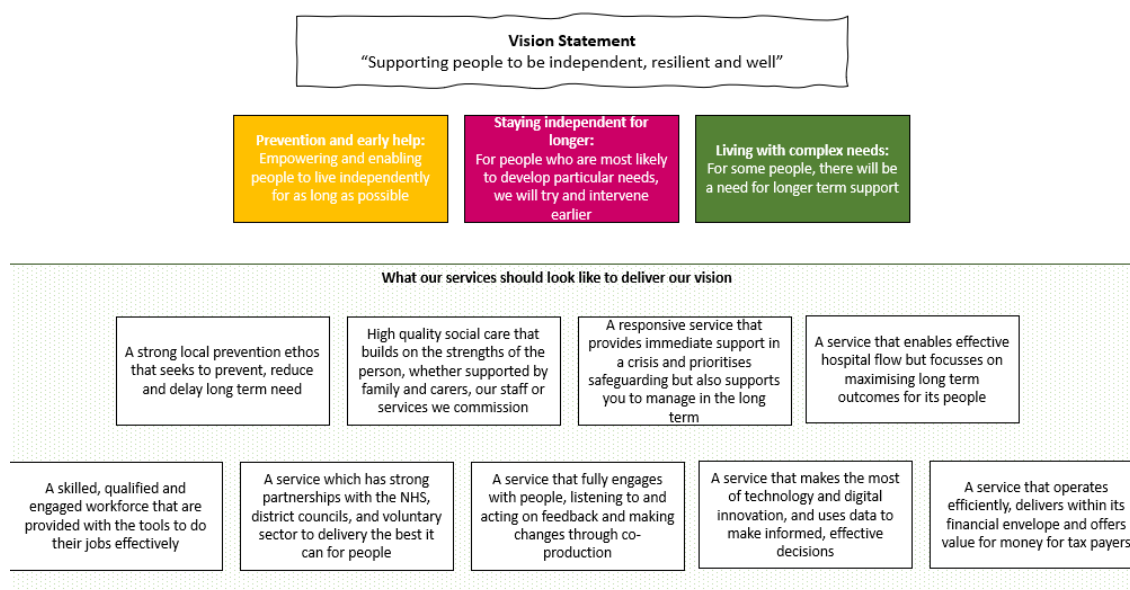 Vision Statement
“Supporting people to be independent, resilient and well”
Prevention and early help:
Empowering and enabling
people to live independently
for as long as possible
Staying independent for
longer:
For people who are most likely
to develop particular needs,
we will try and intervene
earlier
Living with complex needs:
For some people, there will be
a need for longer term support
What our services should look like to deliver our vision
A strong local prevention ethos
that seeks to prevent, reduce
and delay long term need
High quality social care that
builds on the strengths of the
person, whether supported by
family and carers, our staff or
services we commission
A responsive service that
provides immediate support in
a crisis and prioritises
safeguarding but also supports
you to manage in the long
term
A service that enables effective
hospital flow but focusses on
maximising long term
outcomes for its people
A skilled, qualified and
engaged workforce that are
provided with the tools to do
their jobs effectively
A service which has strong
partnerships with the NHS,
district councils, and voluntary
sector to delivery the best it
can for people
A service that fully engages
with people, listening to and
acting on feedback and making
changes through co-
production
A service that makes the most
of technology and digital
innovation, and uses data to
make informed, effective
decisions
A service that operates
efficiently, delivers within its
financial envelope and offers
value for money for tax payers